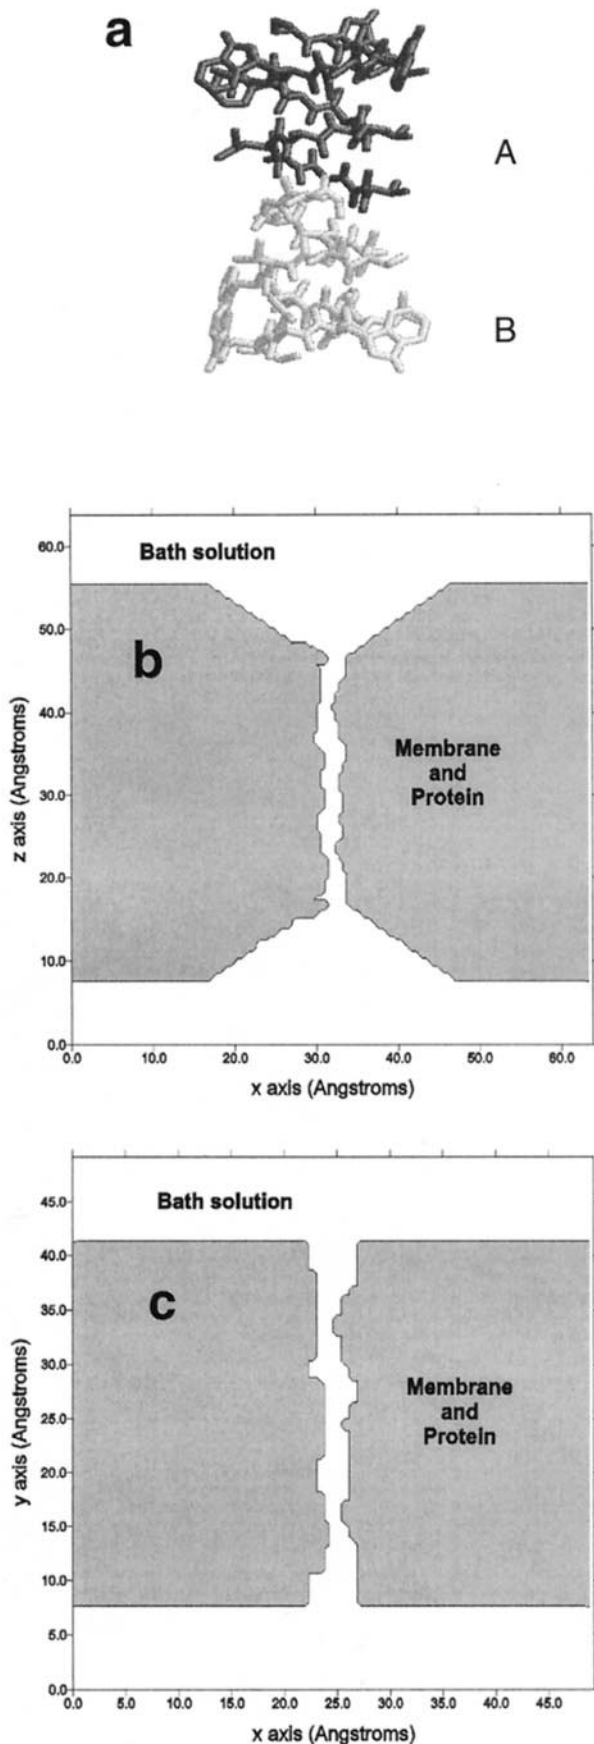 a
A
B
60.0
Bath solution
50.0
b
40.0
Membrane
and
Protein
30.0
20.0
10.0
0.0
z axis (Angstroms)
0.0 10.0 20.0 30.0 40.0 50.0 60.0
x axis (Angstroms)
45.0
Bath solution
40.0
c
35.0
30.0
Membrane
and
Protein
25.0
20.0
15.0
10.0
5.0
0.0
y axis (Angstroms)
0.0 5.0 10.0 15.0 20.0 25.0 30.0 35.0 40.0 45.0
x axis (Angstroms)